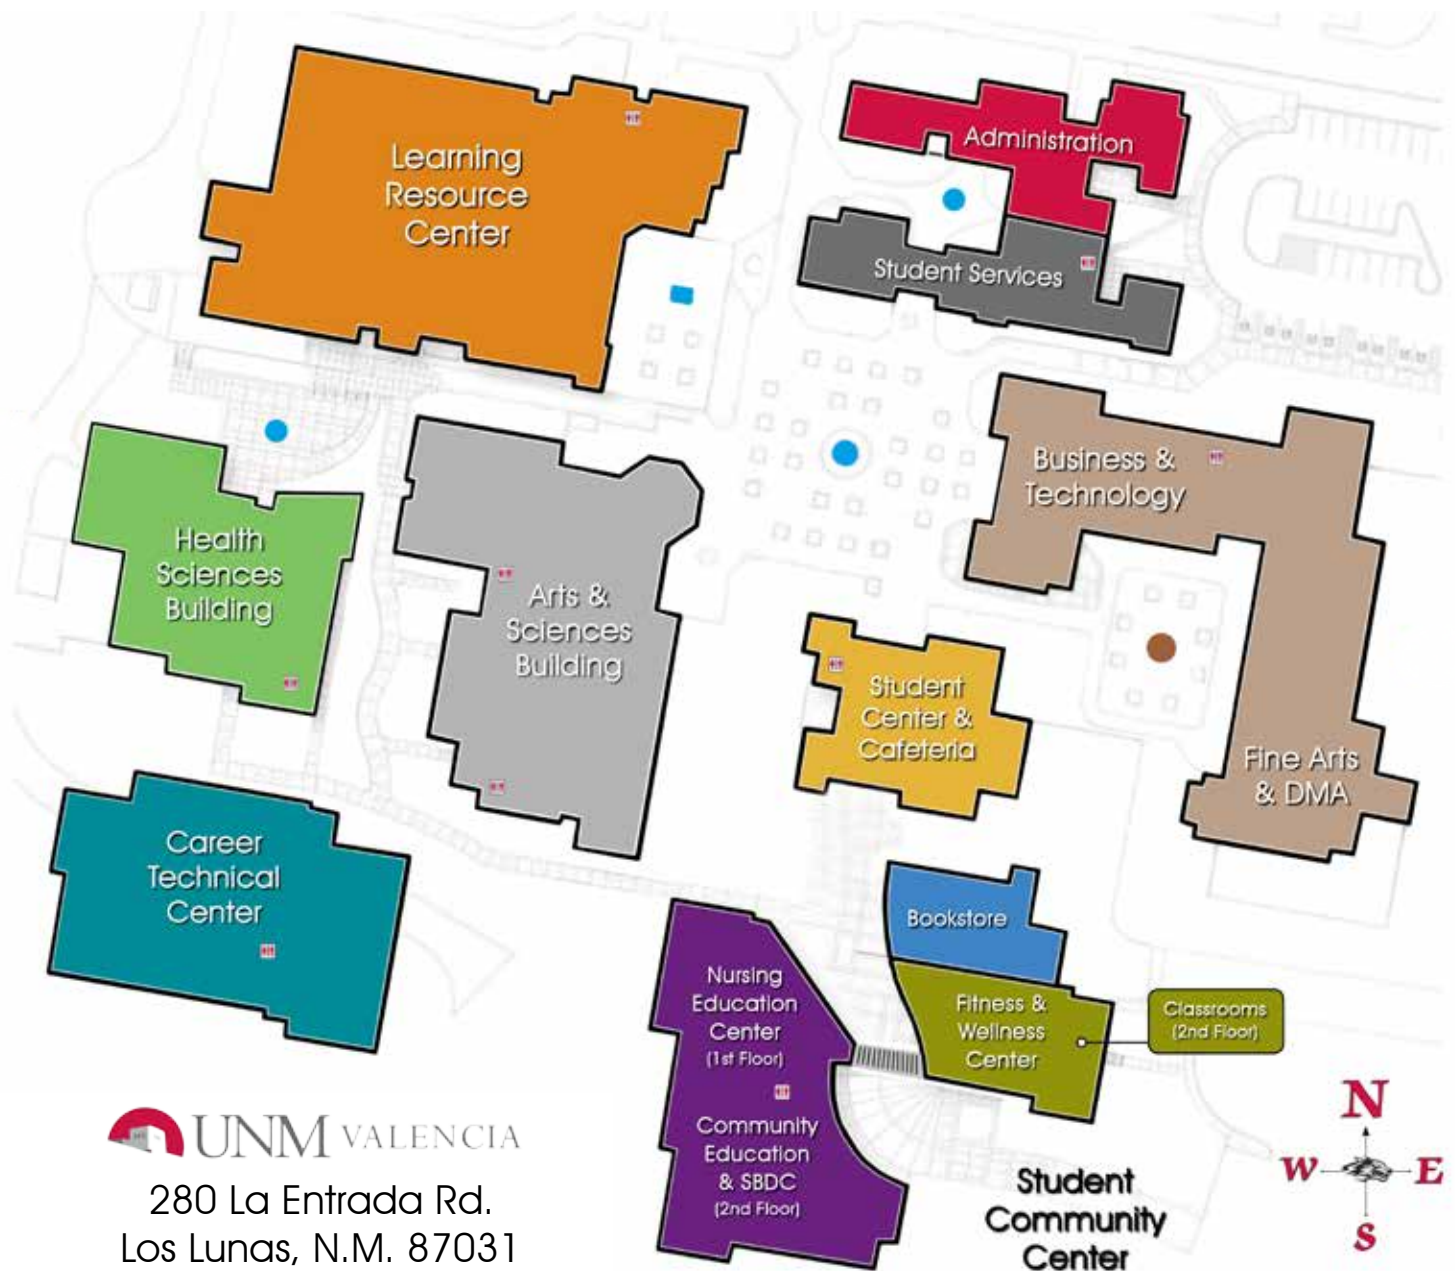 Learning
Resource
Center
Administration
Student Services
Business &
Technology
Health
Sciences
Building
Arts &
Sciences
Building
Student
Center &
Cafeteria
Fine Arts
& DMA
Career
Technical
Center
Bookstore
Nursing
Education
Center
(1st Floor)
Fitness &
Wellness
Center
Classrooms
(2nd Floor)
Community
Education
& SBDC
(2nd Floor)
Student
Community
Center
N
W E
S
UNM VALENCIA
280 La Entrada Rd.
Los Lunas, N.M. 87031